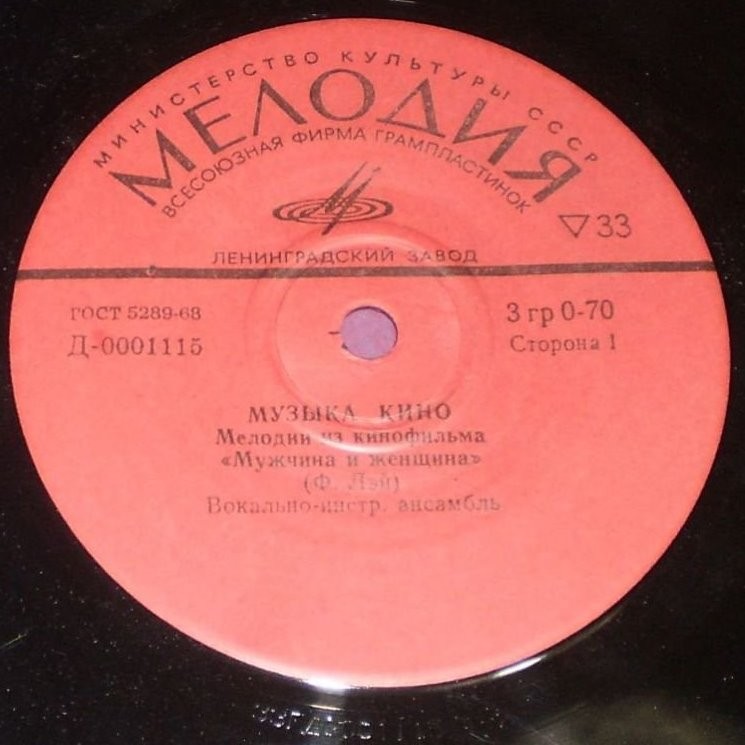 МИНИСТЕРСТВО КУЛЬТУРЫ СССР
МЕЛОДИЯ
ВСЕСОЮЗНАЯ ФИРМА ГРАМПЛАСТИНОК
▽33
ЛЕНИНГРАДСКИЙ ЗАВОД
ГОСТ 5289-68
3 гр 0-70
Д-0001115
Сторона 1
МУЗЫКА КИНО
Мелодии из кинофильма
«Мужчина и женщина»
(Ф. Лэй)
Вокально-инстр. ансамбль